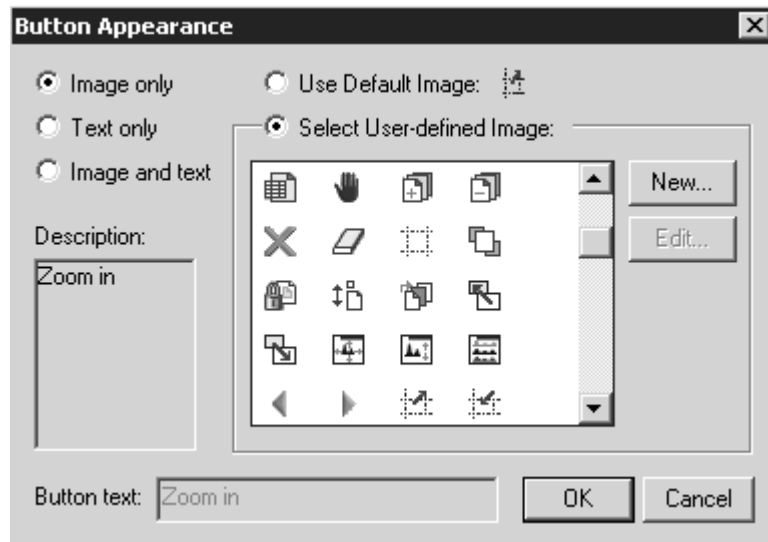 Button Appearance
Image only
Use Default Image:
Text only
Select User-defined Image:
Image and text
New...
Edit...
Description:
Zoom in
Button text: Zoom in
OK
Cancel